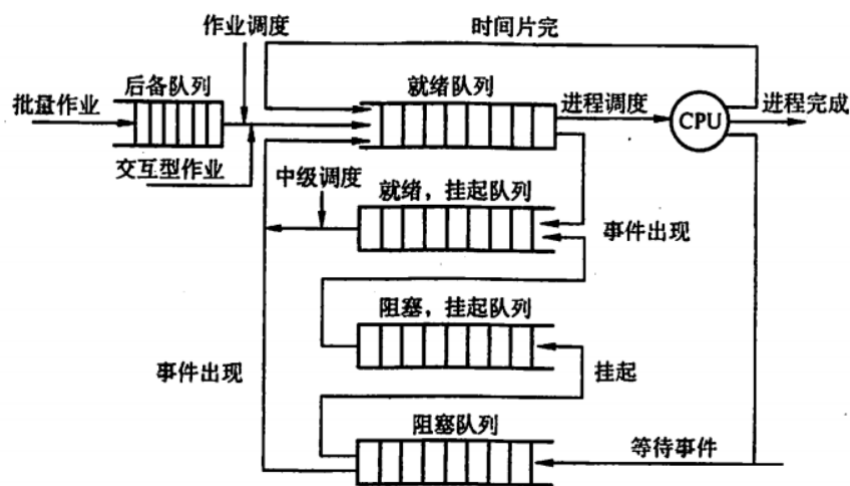 作业调度
时间片完
后备队列
就绪队列
批量作业
进程调度
CPU
进程完成
交互型作业
中级调度
就绪，挂起队列
事件出现
阻塞，挂起队列
事件出现
挂起
阻塞队列
等待事件